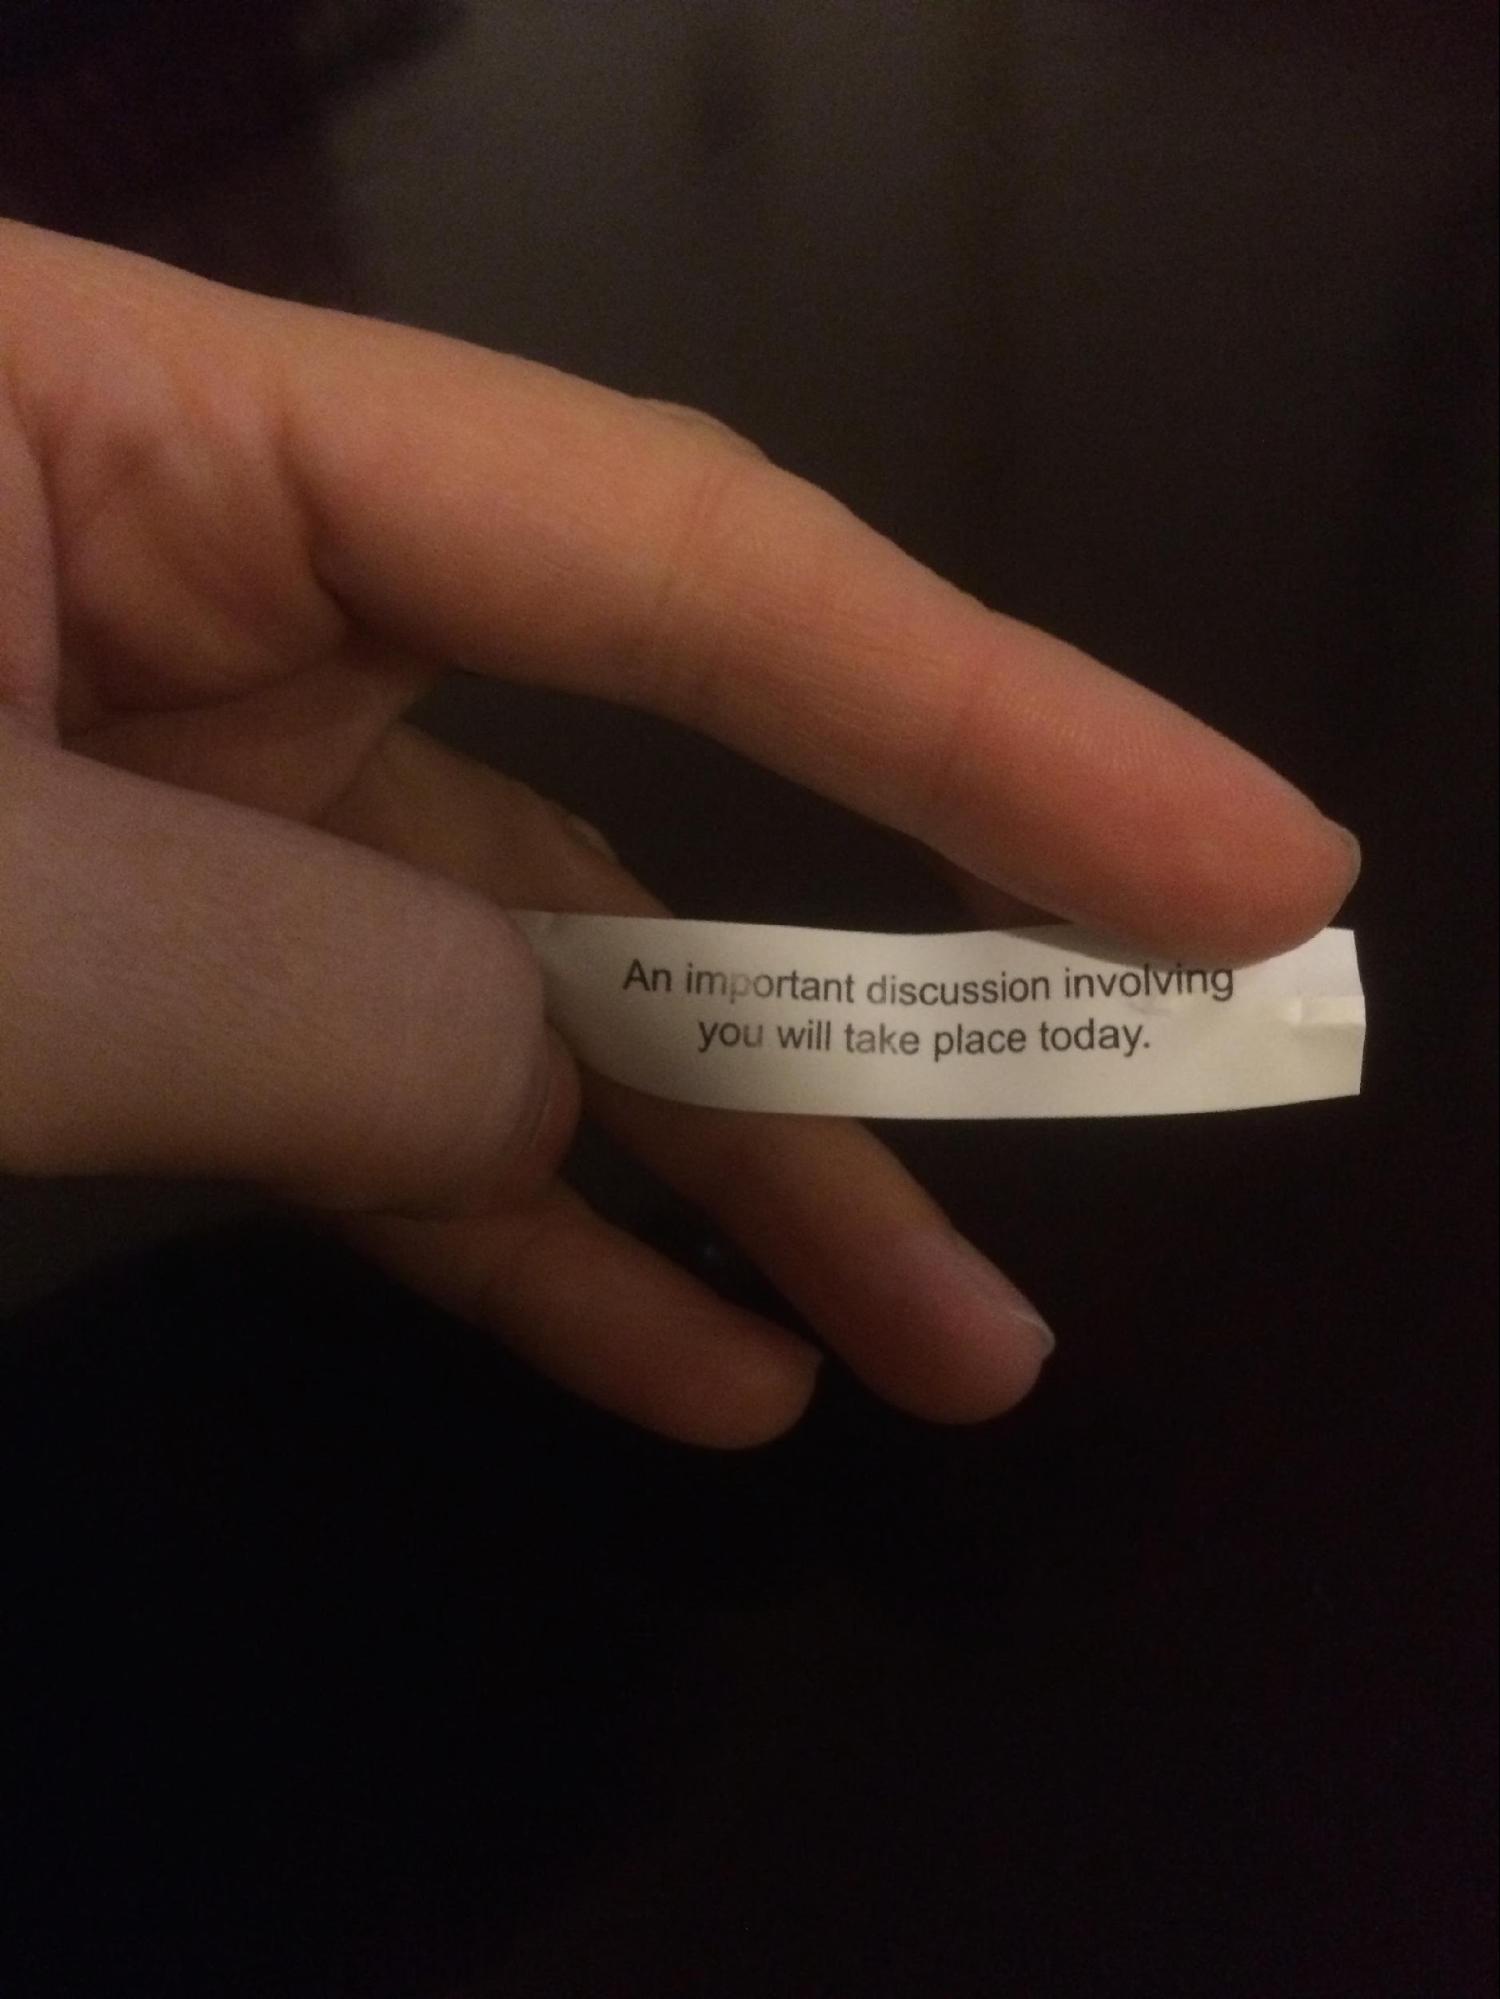 An important discussion involving
you will take place today.